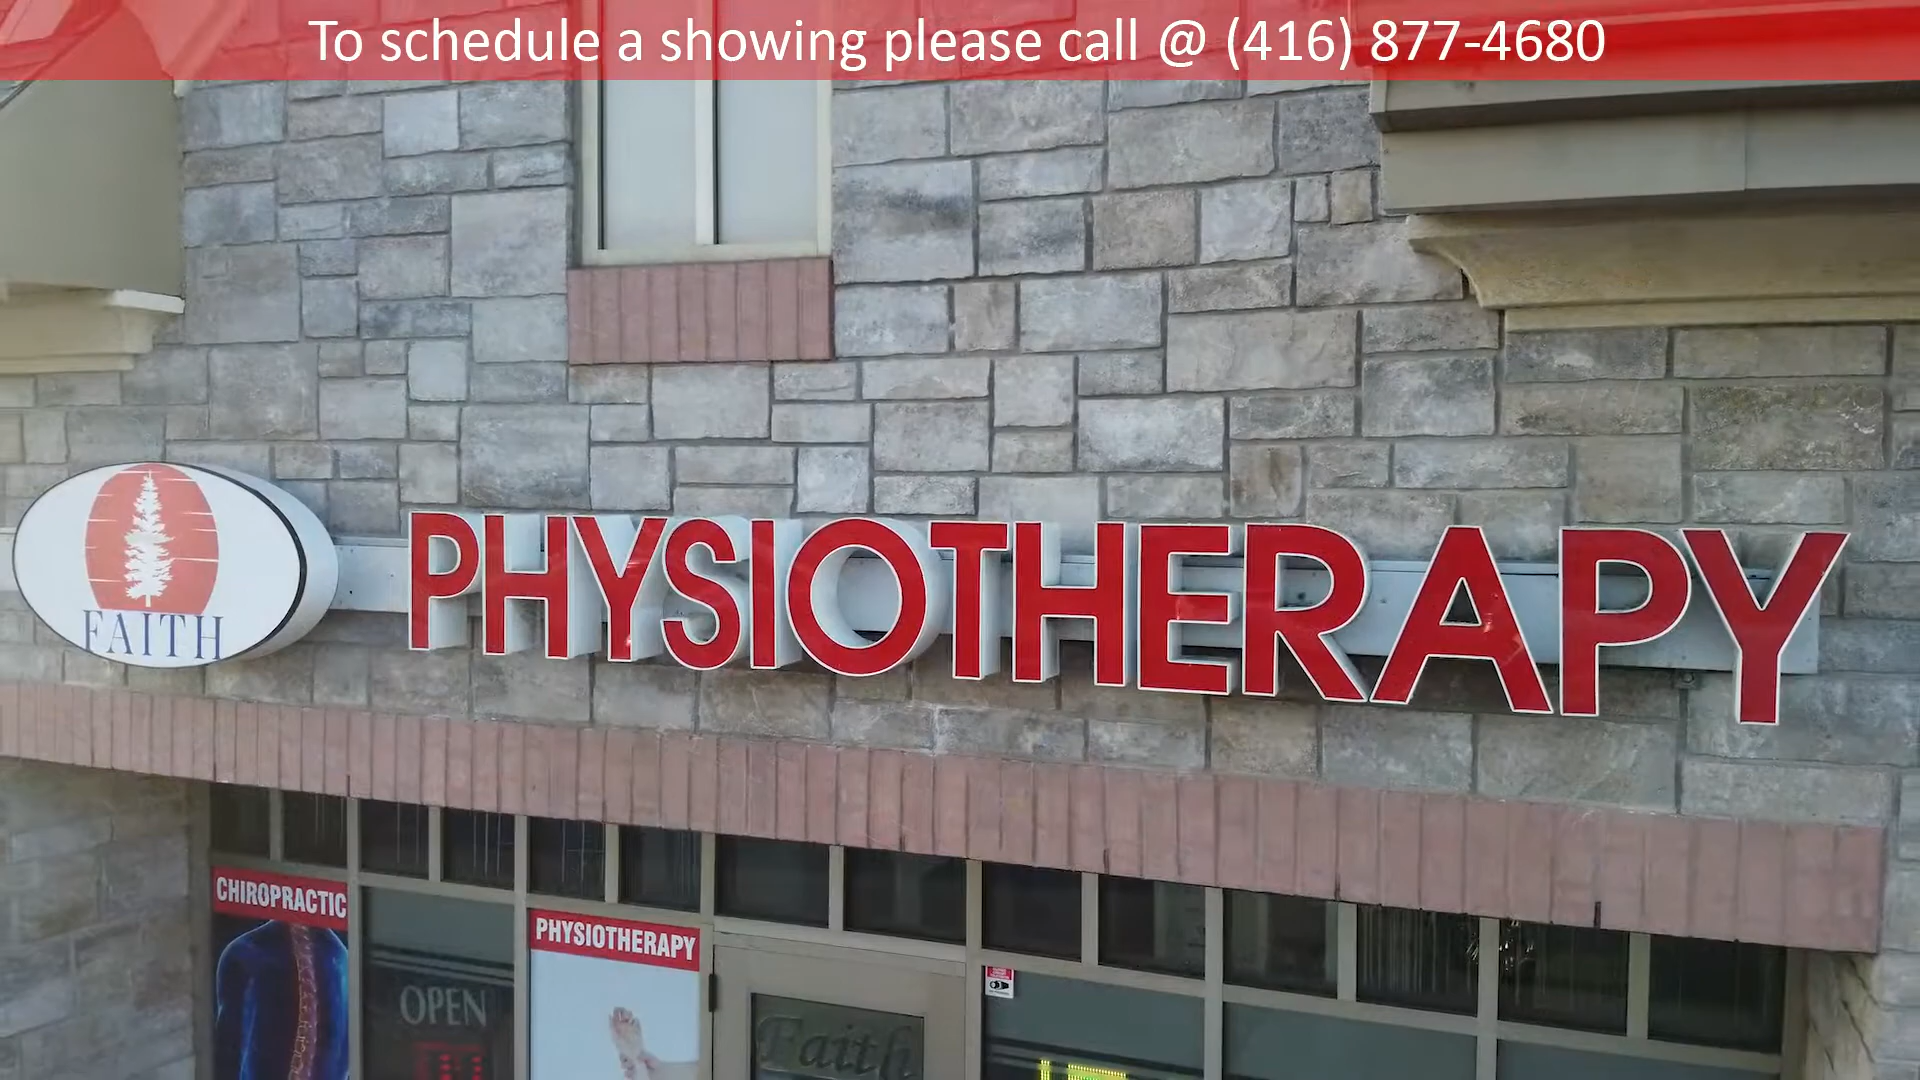 To schedule a showing please call @ (416) 877-4680
FAITH
PHYSIOTHERAPY
CHIROPRACTIC
PHYSIOTHERAPY
OPEN
Faith